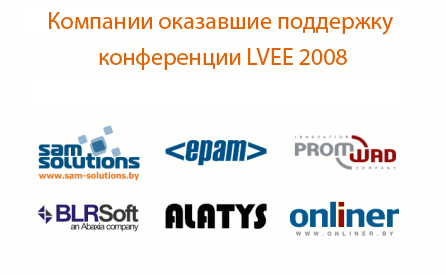 Компании оказавшие поддержку
конференции LVEE 2008
sam solutions
www.sam-solutions.by
<epam>
INNOVATION
PROMWAD
COMPANY
BLRSoft
an Abaxia company
ALATYS
onliner
WWW.ONLINER.BY